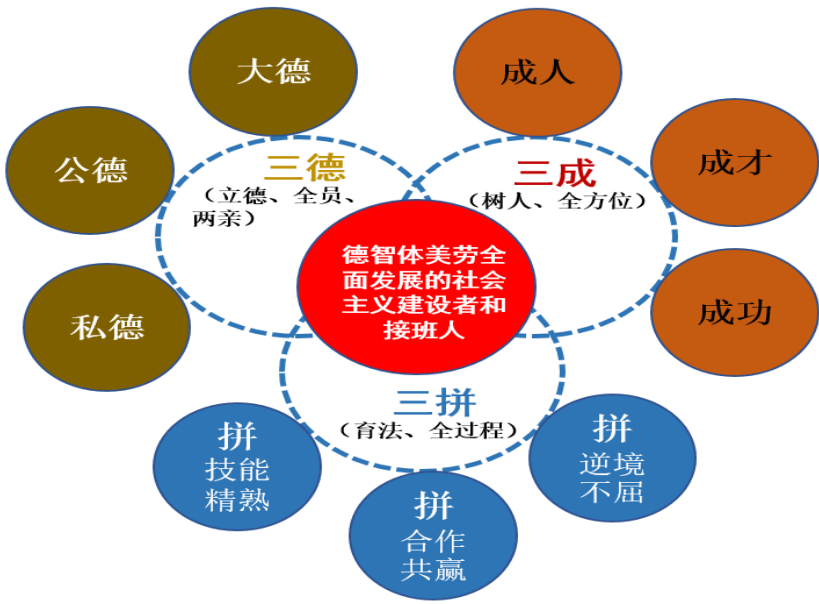 大德
成人
公德
三德
（立德、全员、
两亲）
三成
（树人、全方位）
成才
德智体美劳全
面发展的社会
主义建设者和
接班人
私德
成功
三拼
（育法、全过程）
拼
技能
精熟
拼
合作
共赢
拼
逆境
不屈